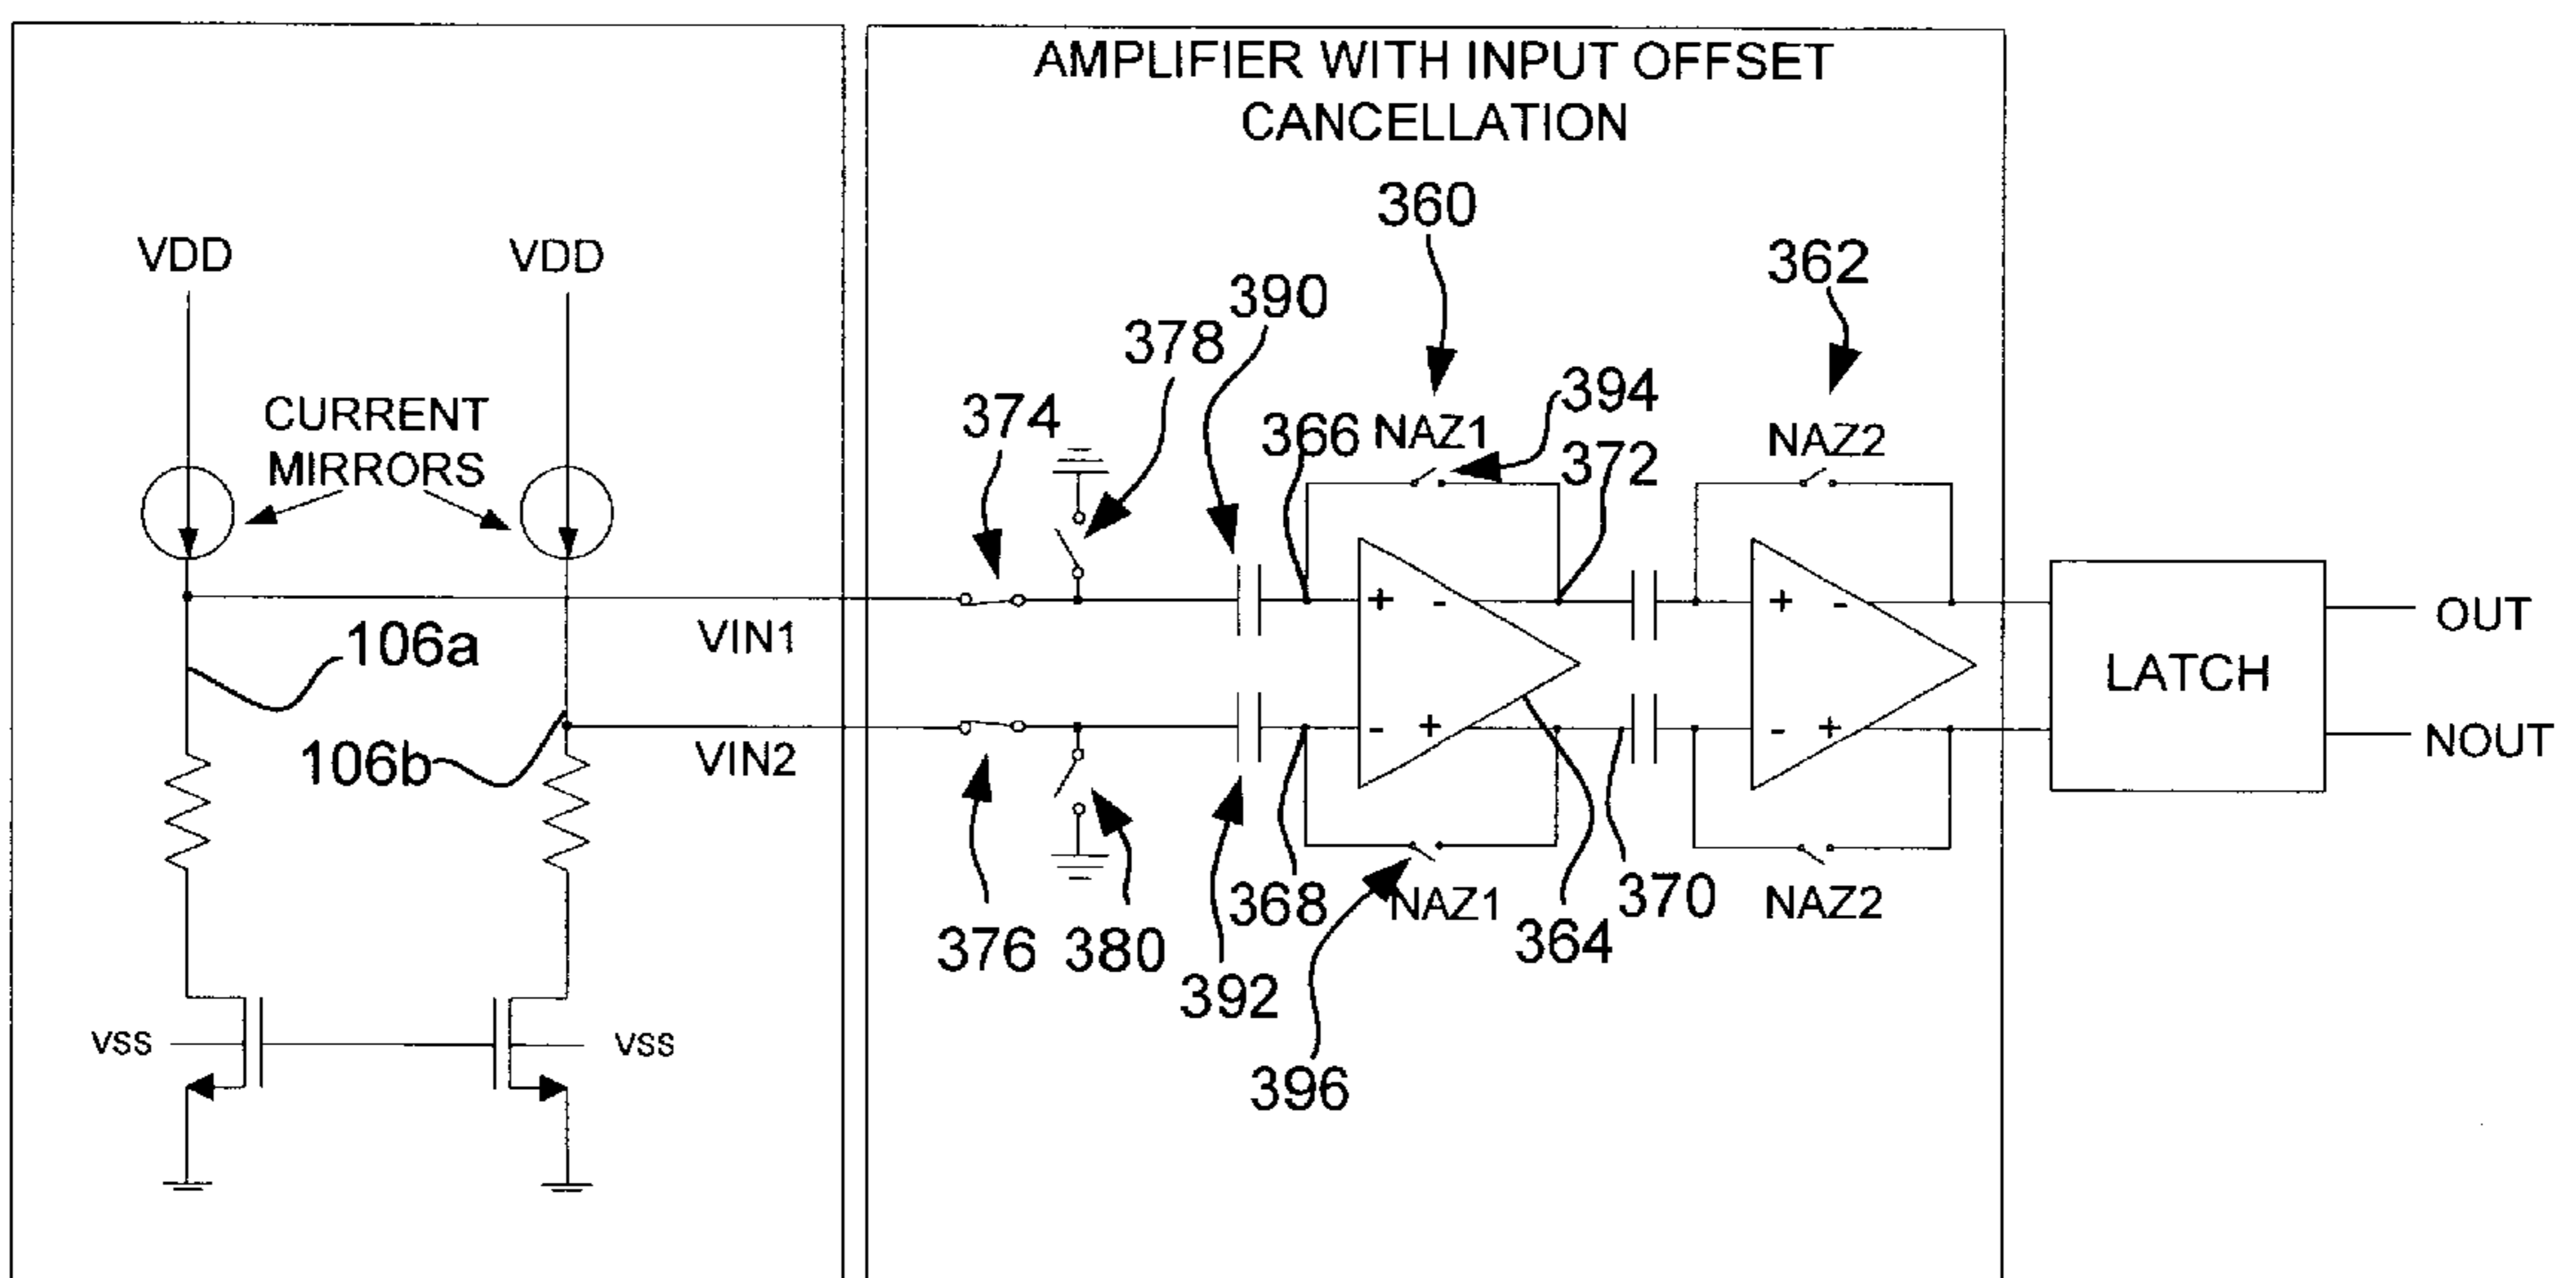 AMPLIFIER WITH INPUT OFFSET
CANCELLATION
360
362
VDD
VDD
390
378
394
374
CURRENT
MIRRORS
366
NAZ1
372
NAZ2
VIN1
106a
106b
VIN2
+
-
-
+
+
-
-
+
LATCH
OUT
NOUT
376
380
392
368
396
NAZ1
364
370
NAZ2
VSS
VSS